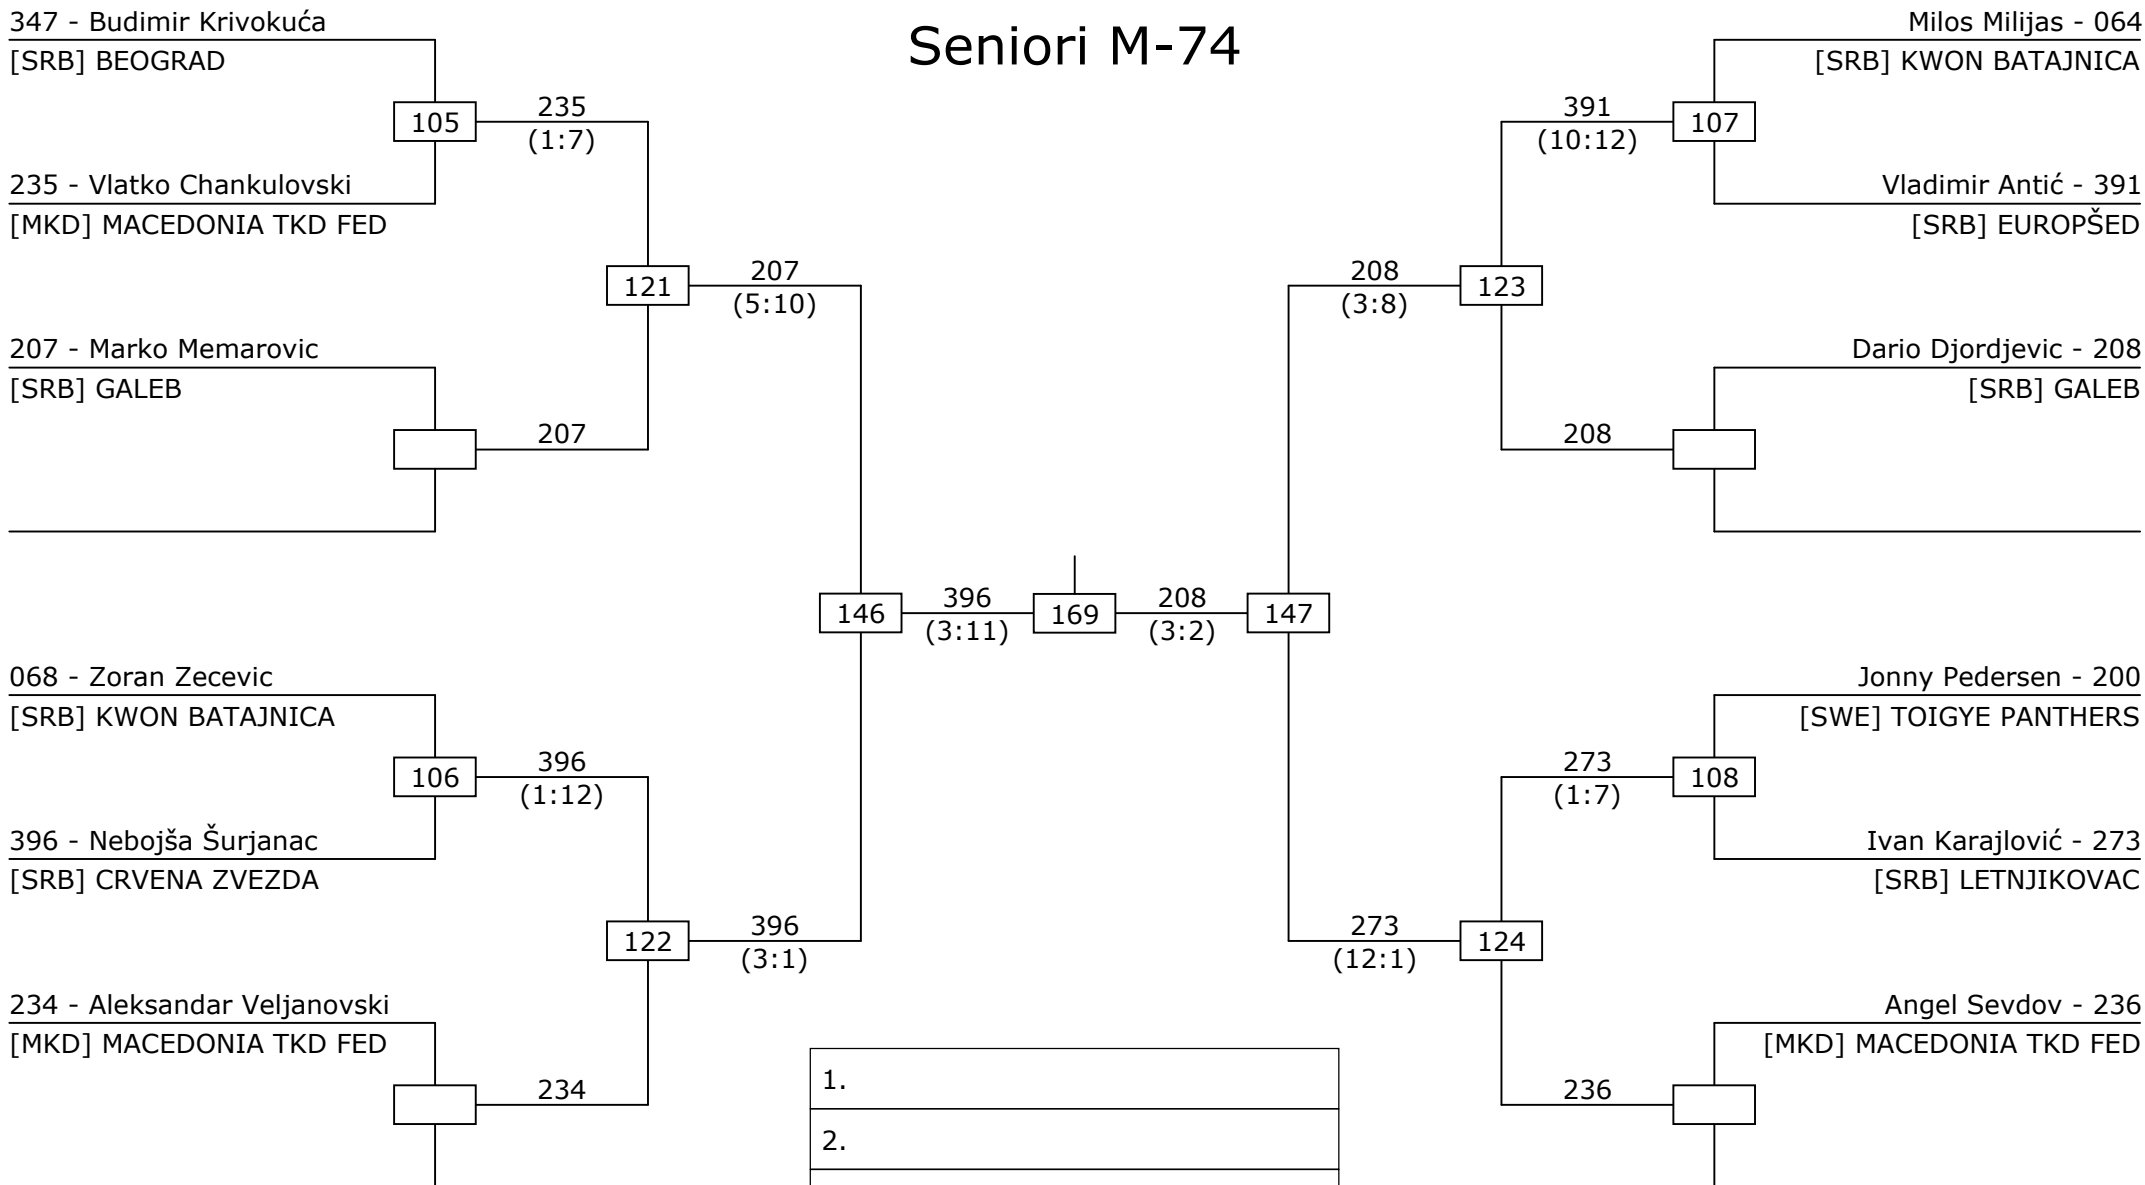 Seniori M-74
347 - Budimir Krivokuća
[SRB] BEOGRAD
105
235
(1:7)
235 - Vlatko Chankulovski
[MKD] MACEDONIA TKD FED
121
207
(5:10)
207 - Marko Memarovic
[SRB] GALEB
207
146
396
(3:11)
068 - Zoran Zecevic
[SRB] KWON BATAJNICA
106
396
(1:12)
396 - Nebojša Šurjanac
[SRB] CRVENA ZVEZDA
122
396
(3:1)
234 - Aleksandar Veljanovski
[MKD] MACEDONIA TKD FED
234
169
Milos Milijas - 064
[SRB] KWON BATAJNICA
391
(10:12)
107
Vladimir Antić - 391
[SRB] EUROPŠED
208
(3:8)
123
Dario Djordjevic - 208
[SRB] GALEB
208
208
(3:2)
147
Jonny Pedersen - 200
[SWE] TOIGYE PANTHERS
273
(1:7)
108
Ivan Karajlović - 273
[SRB] LETNJIKOVAC
273
(12:1)
124
Angel Sevdov - 236
[MKD] MACEDONIA TKD FED
236
1.
2.